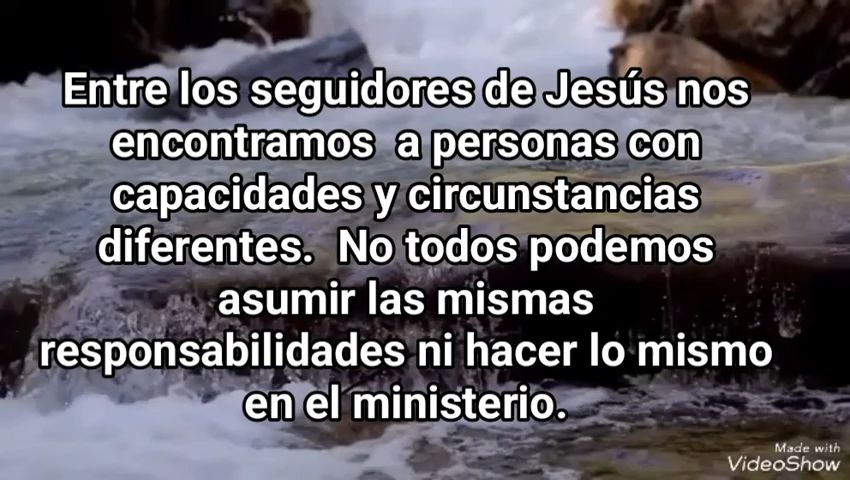 Entre los seguidores de Jesús nos
encontramos  a personas con
capacidades y circunstancias
diferentes.  No todos podemos
asumir las mismas
responsabilidades ni hacer lo mismo
en el ministerio.
Made with
VideoShow